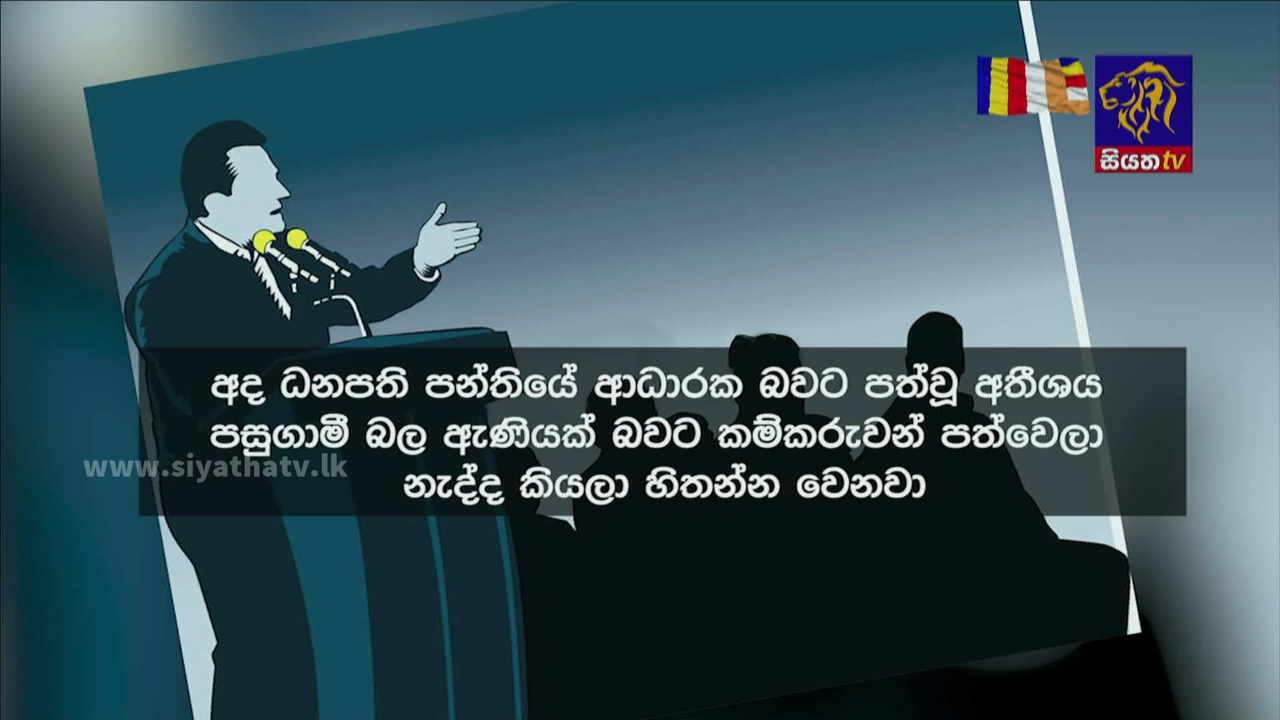 සියත tv
අද ධනපති පන්තියේ ආධාරක බවට පත්වූ අතීශය
පසුගාමී බල ඇණියක් බවට කම්කරුවන් පත්වෙලා
www.siyathatv.lk
නැද්ද කියලා හිතන්න වෙනවා